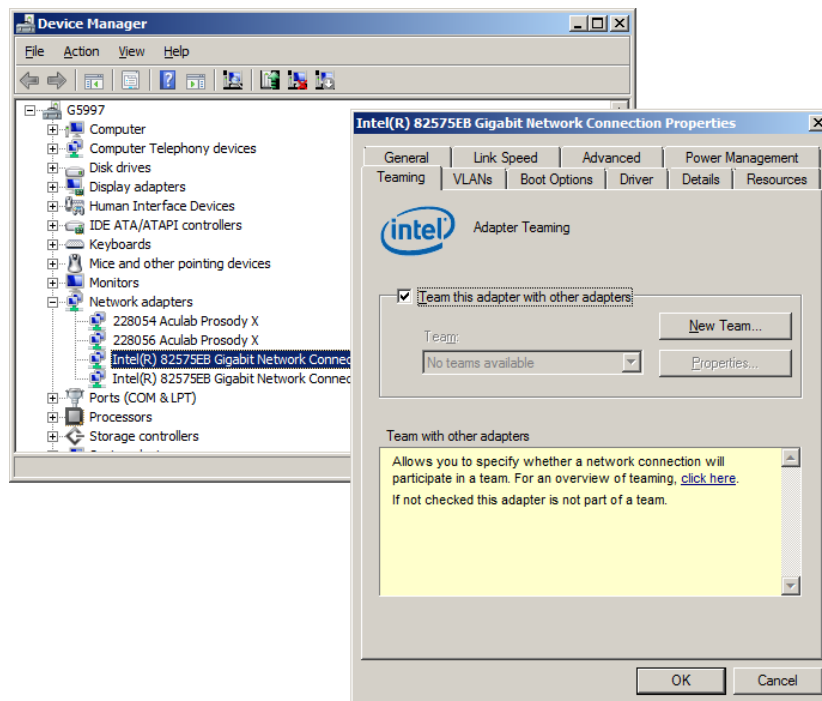 Device Manager
File Action View Help
G5997
Computer
Computer Telephony devices
Disk drives
Display adapters
Human Interface Devices
IDE ATA/ATAPI controllers
Keyboards
Mice and other pointing devices
Monitors
Network adapters
228054 Aculab Prosody X
228056 Aculab Prosody X
Intel(R) 82575EB Gigabit Network Connec
Intel(R) 82575EB Gigabit Network Connec
Ports (COM & LPT)
Processors
Storage controllers
Intel(R) 82575EB Gigabit Network Connection Properties
General Link Speed Advanced Power Management
Teaming VLANs Boot Options Driver Details Resources
intel Adapter Teaming
Team this adapter with other adapters
Team:
New Team...
No teams available
Properties...
Team with other adapters
Allows you to specify whether a network connection will
participate in a team. For an overview of teaming, click here.
If not checked this adapter is not part of a team.
OK Cancel